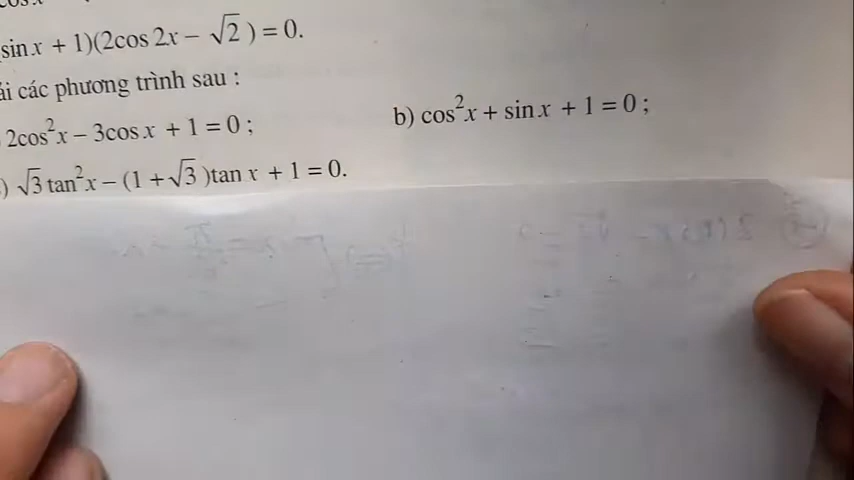 sin x + 1)(2cos 2x − √2 ) = 0.
ải các phương trình sau :
2cos²x − 3cos x + 1 = 0 ;
b) cos²x + sin x + 1 = 0 ;
) √3 tan²x − (1 + √3 )tan x + 1 = 0.